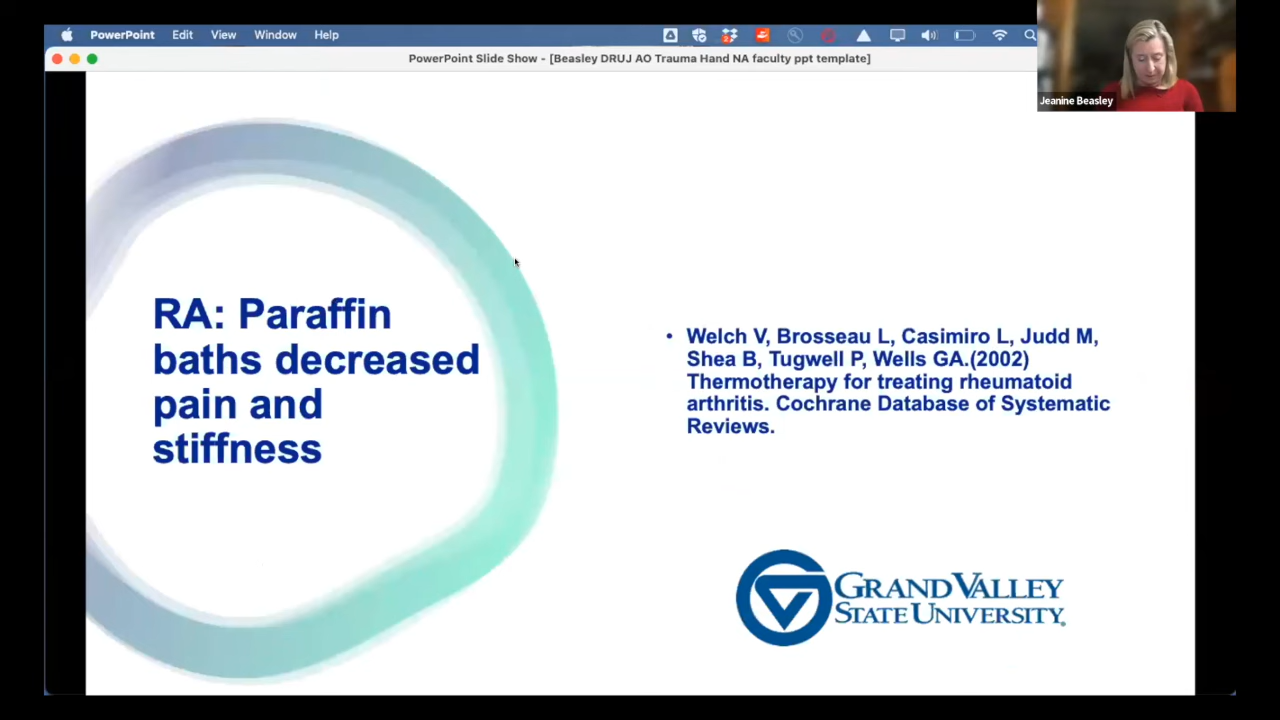 PowerPoint Edit View Window Help
PowerPoint Slide Show - [Beasley DRUJ AO Trauma Hand NA faculty ppt template]
Jeanine Beasley
RA: Paraffin
baths decreased
pain and
stiffness
• Welch V, Brosseau L, Casimiro L, Judd M,
Shea B, Tugwell P, Wells GA.(2002)
Thermotherapy for treating rheumatoid
arthritis. Cochrane Database of Systematic
Reviews.
GRAND VALLEY
STATE UNIVERSITY®